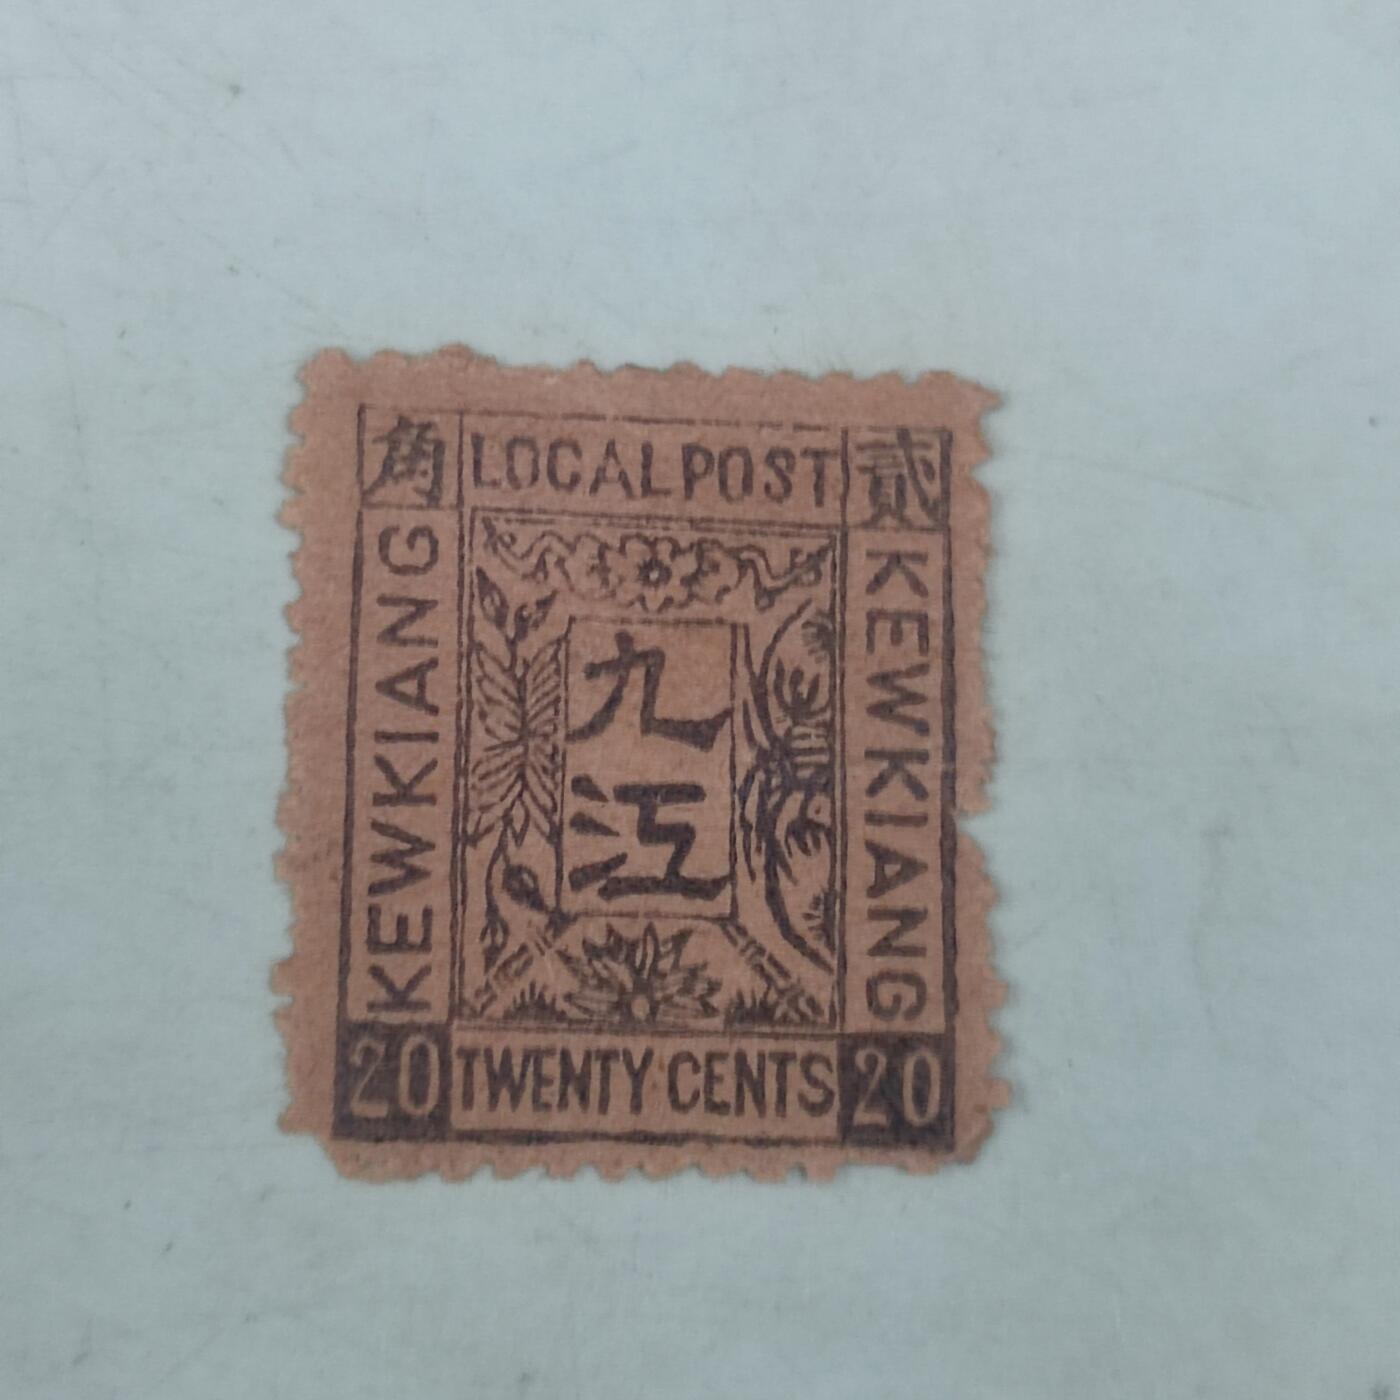 角 LOCAL POST 貳
KEWKIANG
九
江
KEWKIANG
20 TWENTY CENTS 20